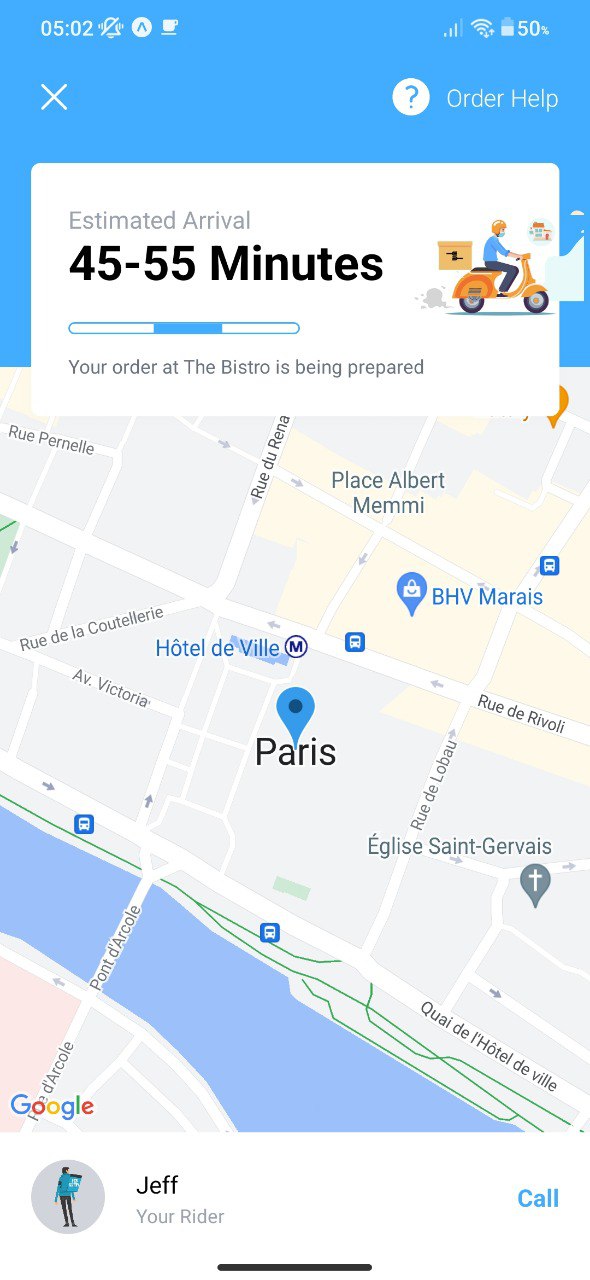 05:02
50%
Order Help
Estimated Arrival
45-55 Minutes
Your order at The Bistro is being prepared
Rue Pernelle
Rue du Rena
Place Albert
Memmi
BHV Marais
Rue de la Coutellerie
Hôtel de Ville
M
Av. Victoria
Rue de Rivoli
Paris
Rue de Lobau
Église Saint-Gervais
Pont d'Arcole
Quai de l'Hôtel de ville
d'Arcole
Google
Jeff
Your Rider
Call